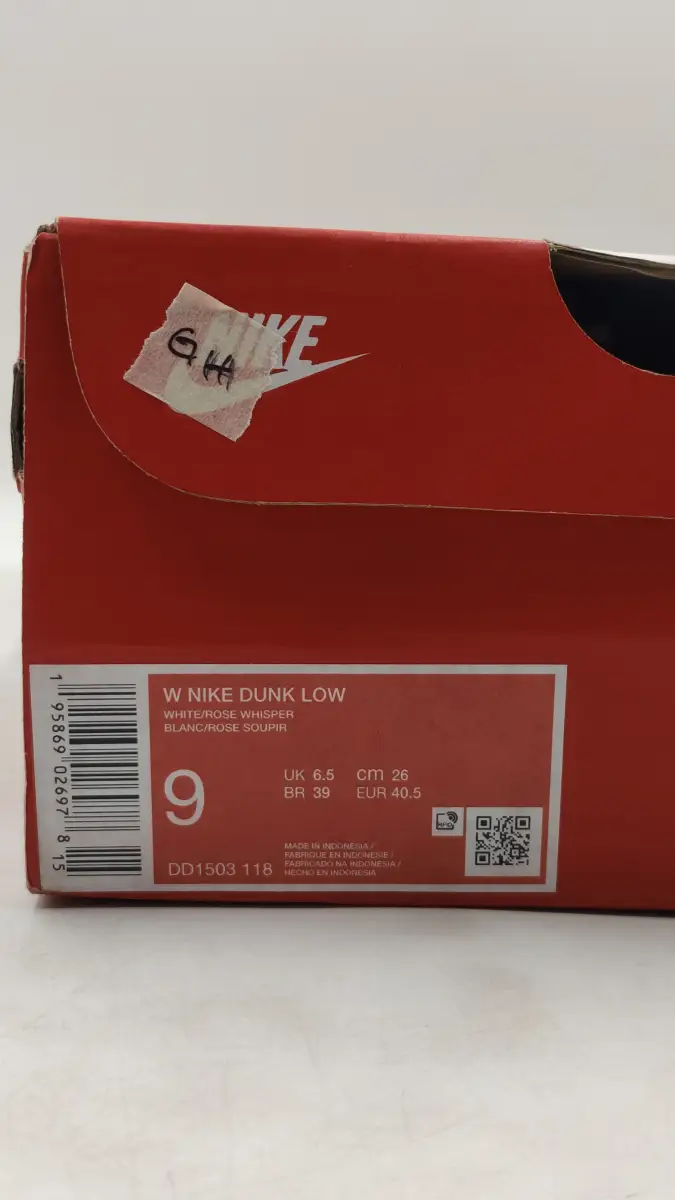 NIKE
GH
W NIKE DUNK LOW
WHITE/ROSE WHISPER
BLANC/ROSE SOUPIR
9
UK 6.5 cm 26
BR 39 EUR 40.5
RFID
MADE IN INDONESIA /
FABRIQUE EN INDONESIE /
FABRICADO NA INDONESIA /
HECHO EN INDONESIA
DD1503 118
1 95869 02697 8 15